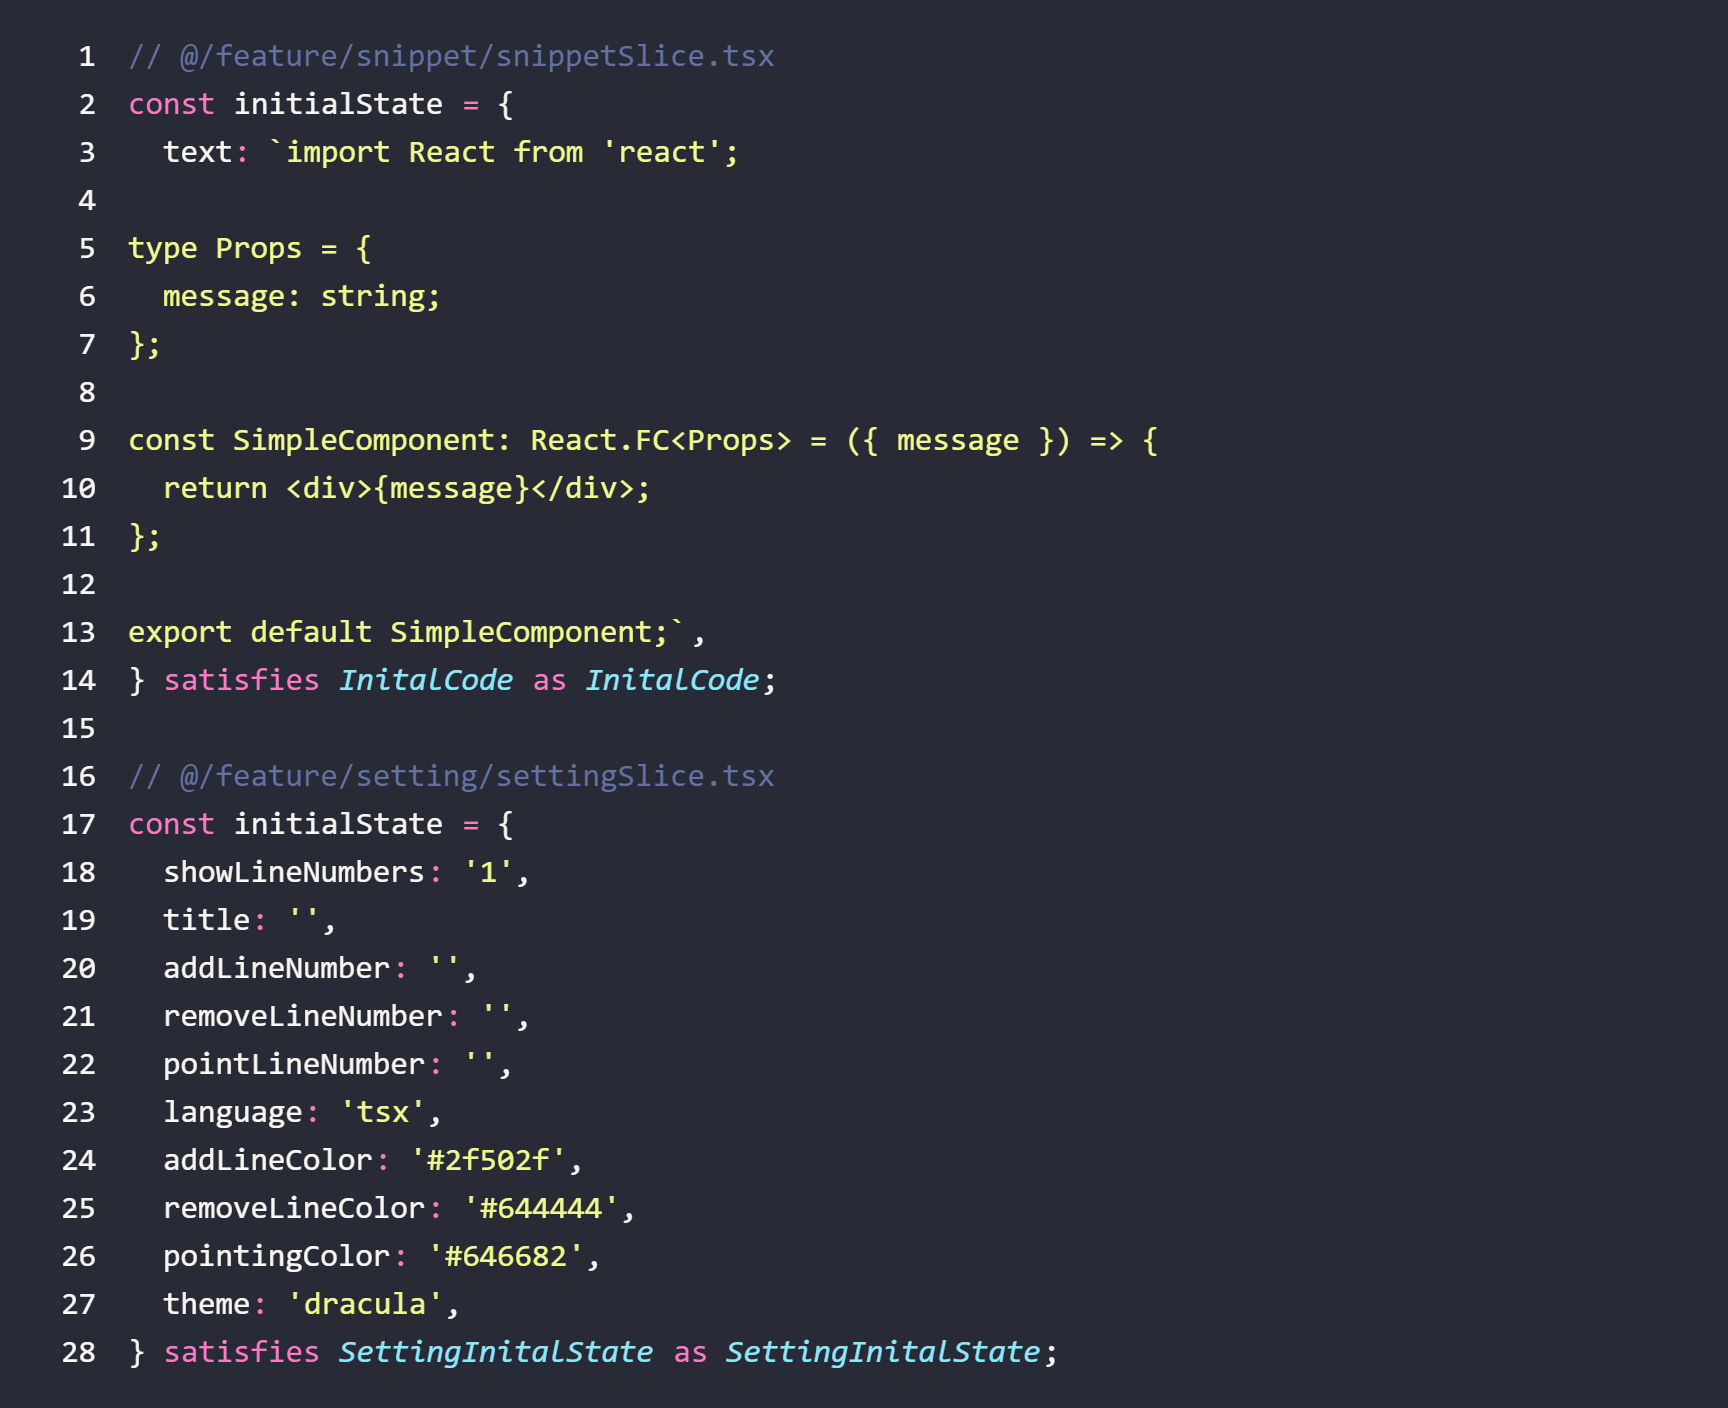 1 // @/feature/snippet/snippetSlice.tsx
2 const initialState = {
3   text: `import React from 'react';
4
5 type Props = {
6   message: string;
7 };
8
9 const SimpleComponent: React.FC<Props> = ({ message }) => {
10   return <div>{message}</div>;
11 };
12
13 export default SimpleComponent;`,
14 } satisfies InitalCode as InitalCode;
15
16 // @/feature/setting/settingSlice.tsx
17 const initialState = {
18   showLineNumbers: '1',
19   title: '',
20   addLineNumber: '',
21   removeLineNumber: '',
22   pointLineNumber: '',
23   language: 'tsx',
24   addLineColor: '#2f502f',
25   removeLineColor: '#644444',
26   pointingColor: '#646682',
27   theme: 'dracula',
28 } satisfies SettingInitalState as SettingInitalState;